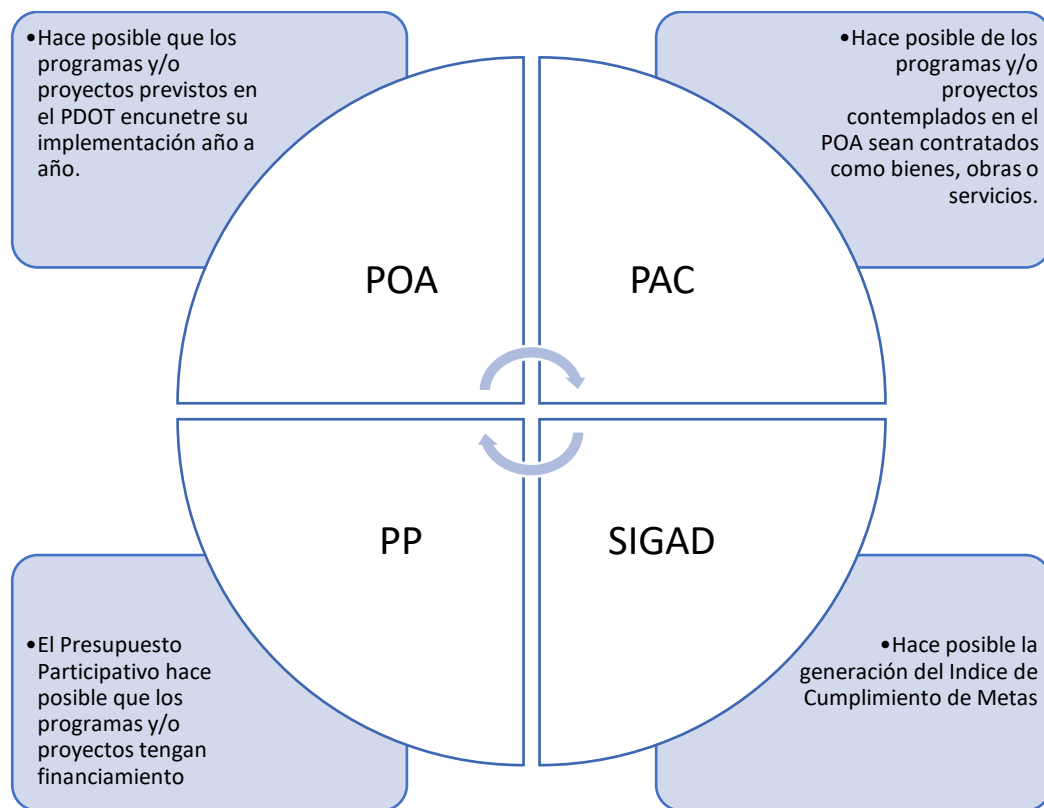 •Hace posible que los
programas y/o
proyectos previstos en
el PDOT encunetre su
implementación año a
año.
•Hace posible de los
programas y/o
proyectos
contemplados en el
POA sean contratados
como bienes, obras o
servicios.
POA
PAC
PP
SIGAD
•El Presupuesto
Participativo hace
posible que los
programas y/o
proyectos tengan
financiamiento
•Hace posible la
generación del Indice de
Cumplimiento de Metas